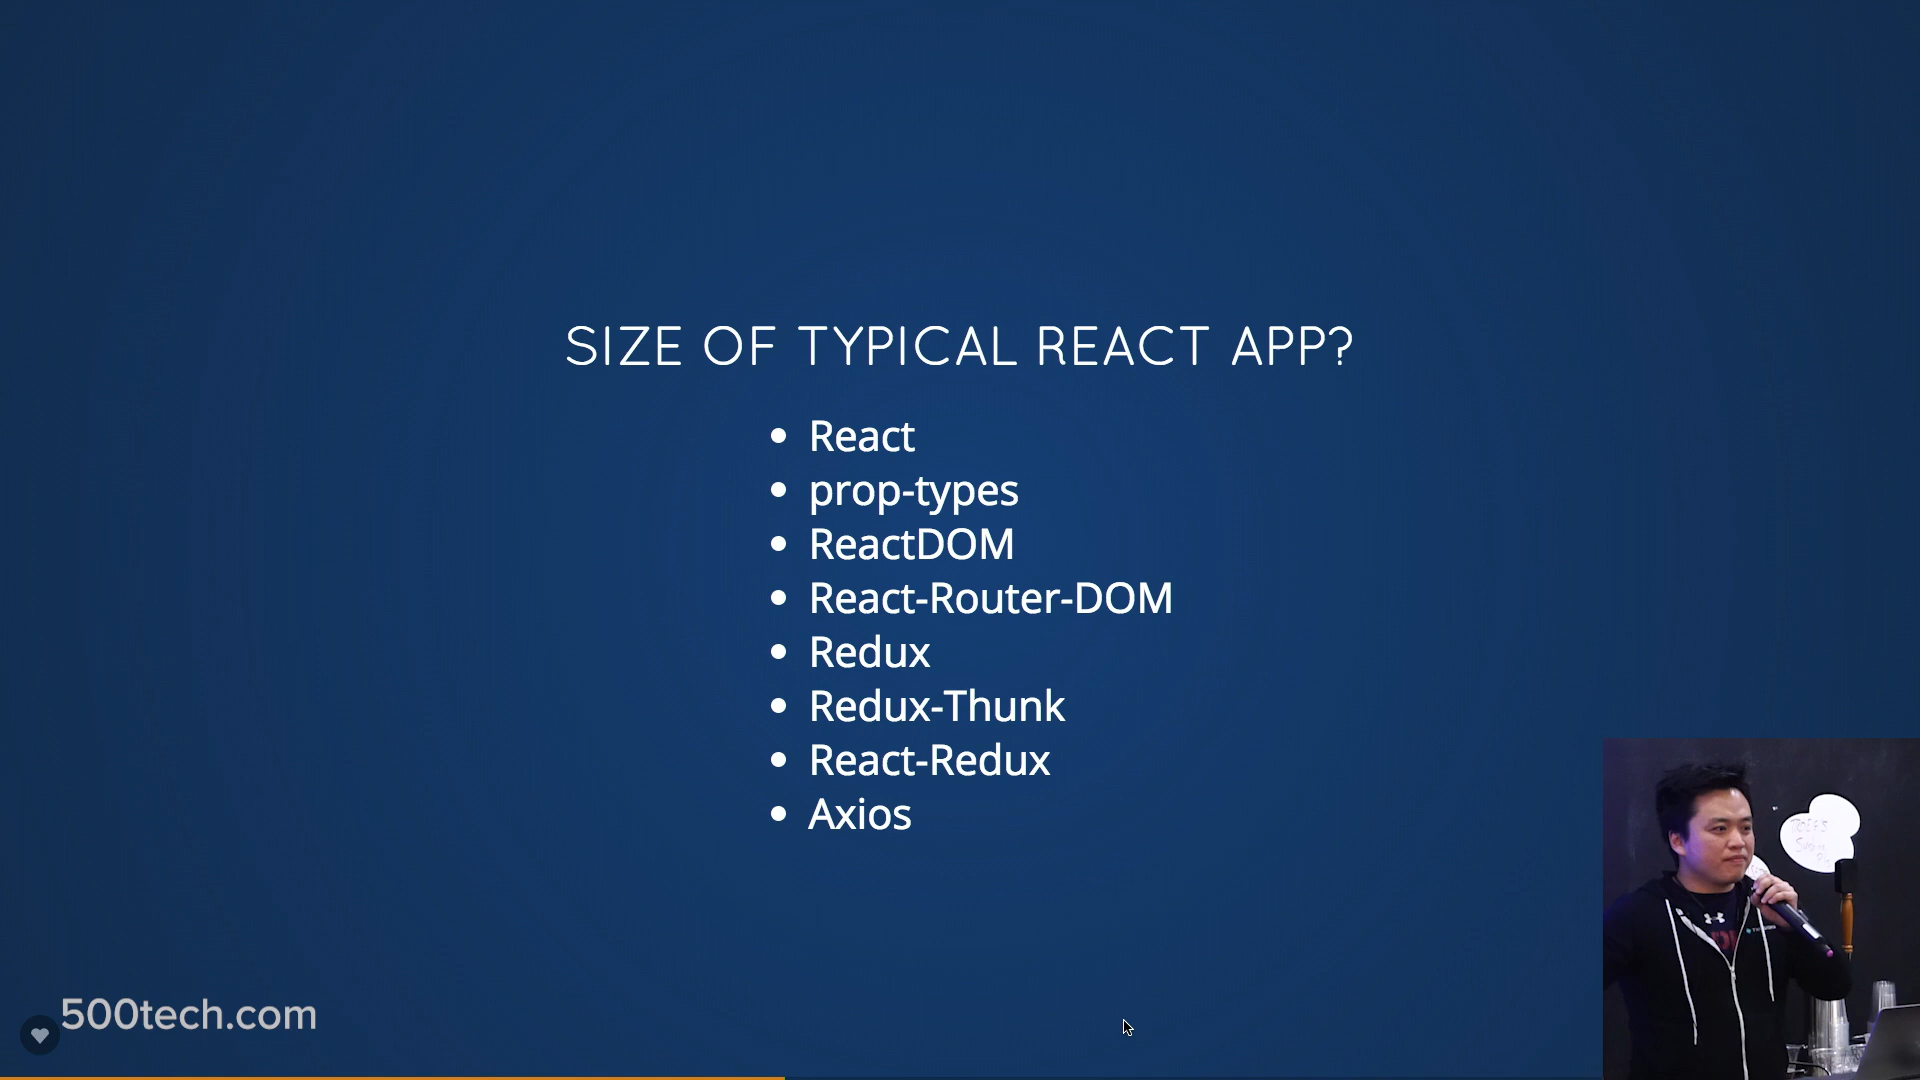 SIZE OF TYPICAL REACT APP?
React
prop-types
ReactDOM
React-Router-DOM
Redux
Redux-Thunk
React-Redux
Axios
500tech.com